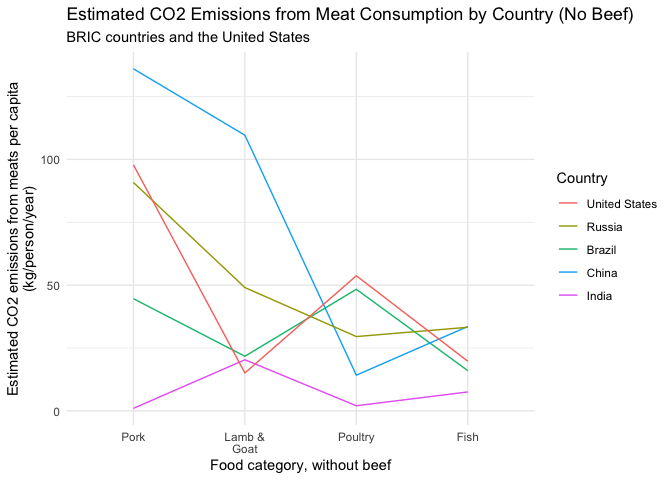 Estimated CO2 Emissions from Meat Consumption by Country (No Beef)
BRIC countries and the United States
Estimated CO2 emissions from meats per capita
(kg/person/year)
100
50
0
Pork
Lamb &
Goat
Poultry
Fish
Food category, without beef
Country
United States
Russia
Brazil
China
India